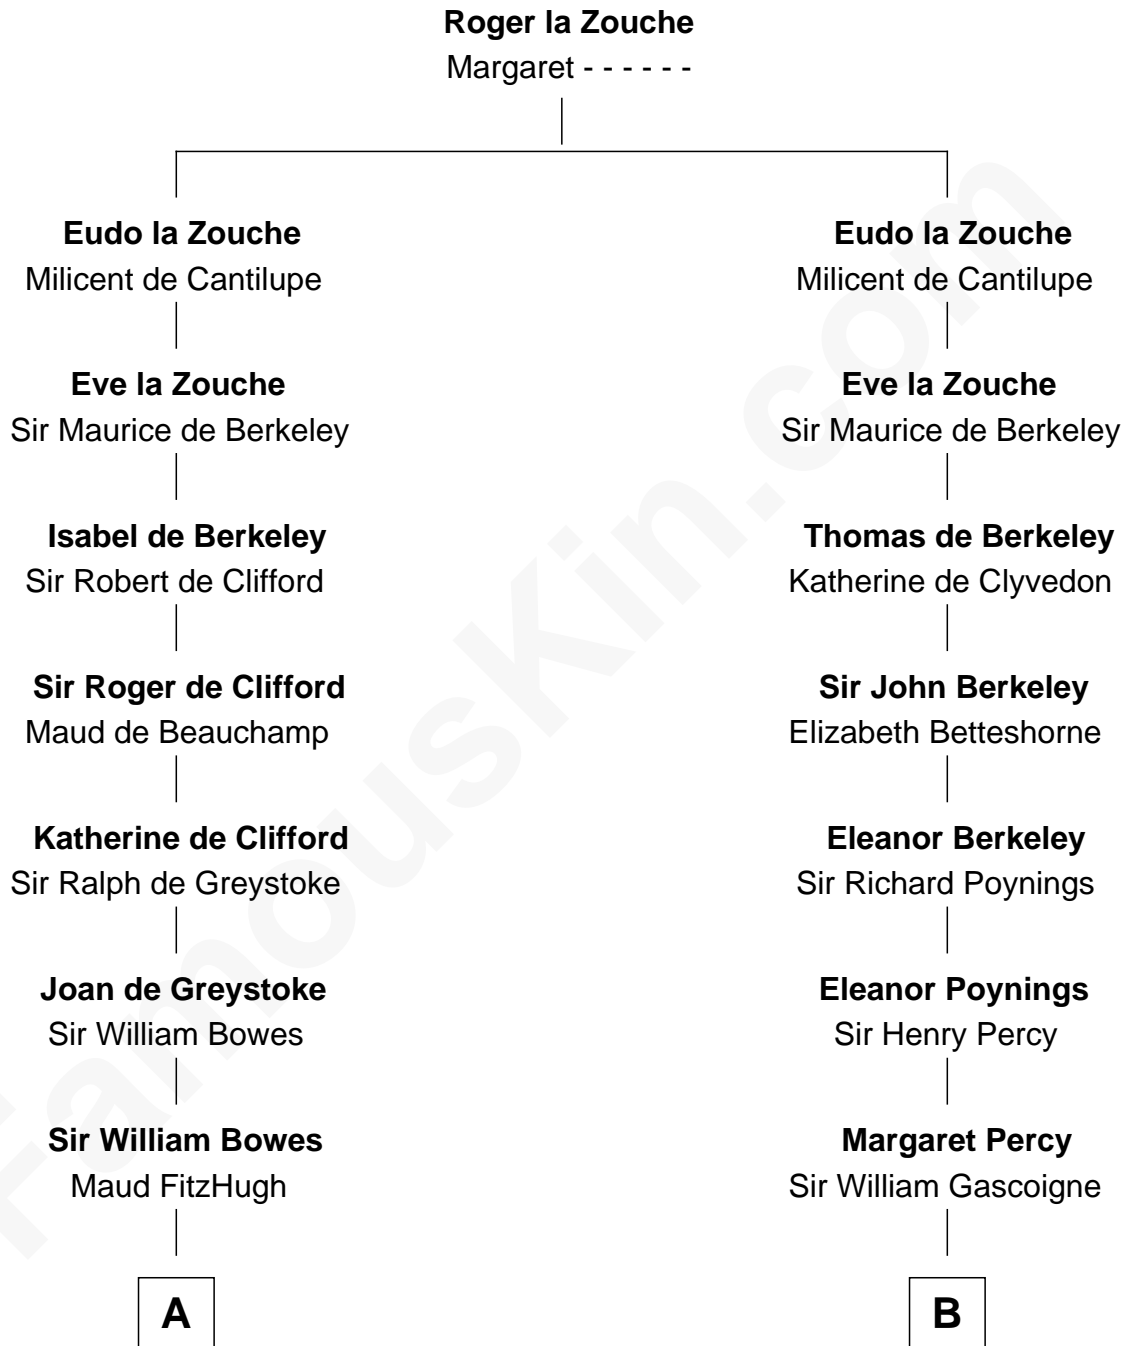 Roger la Zouche
Margaret - - - - - -
Eudo la Zouche
Milicent de Cantilupe
Eve la Zouche
Sir Maurice de Berkeley
Isabel de Berkeley
Sir Robert de Clifford
Sir Roger de Clifford
Maud de Beauchamp
Katherine de Clifford
Sir Ralph de Greystoke
Joan de Greystoke
Sir William Bowes
Sir William Bowes
Maud FitzHugh
A
Eudo la Zouche
Milicent de Cantilupe
Eve la Zouche
Sir Maurice de Berkeley
Thomas de Berkeley
Katherine de Clyvedon
Sir John Berkeley
Elizabeth Betteshorne
Eleanor Berkeley
Sir Richard Poynings
Eleanor Poynings
Sir Henry Percy
Margaret Percy
Sir William Gascoigne
B
FamousKin.com